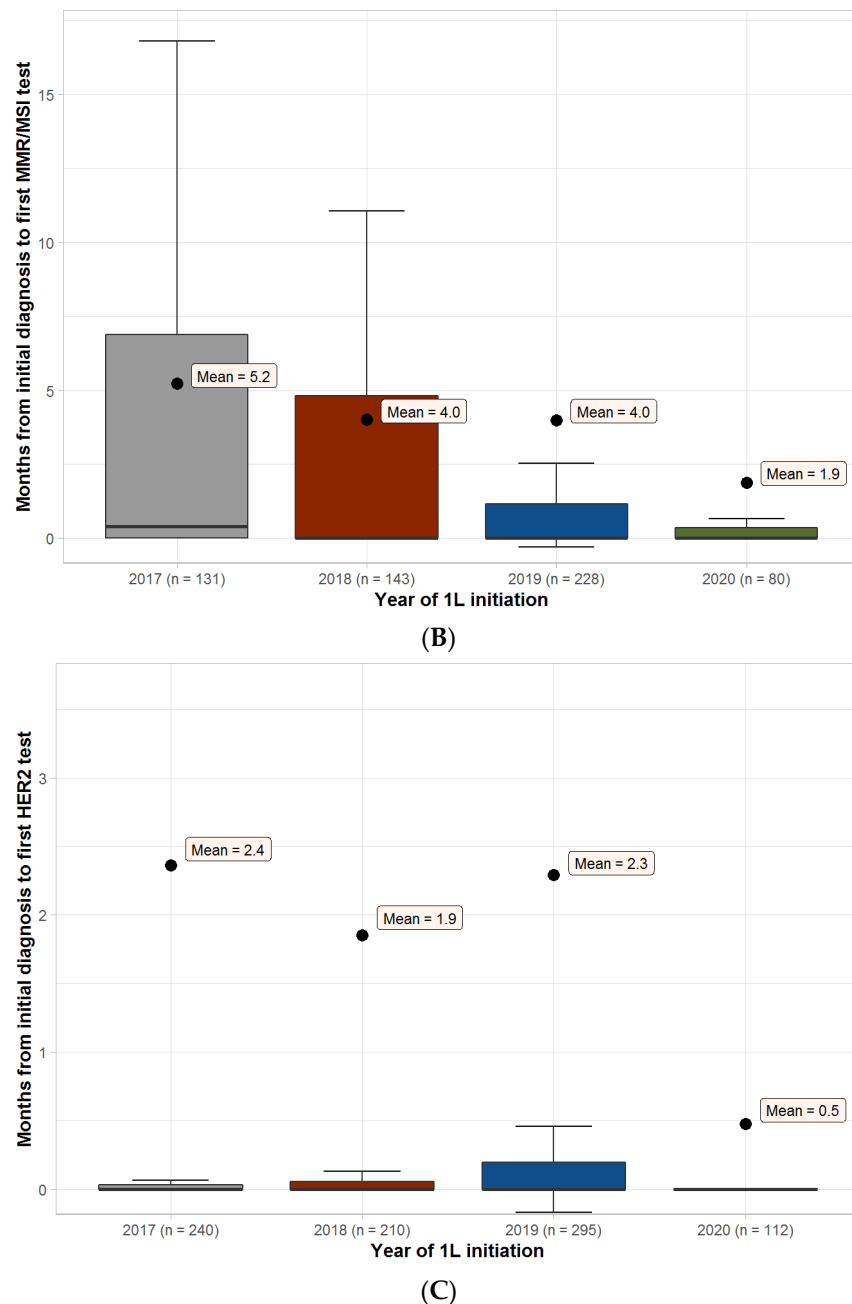 Months from initial diagnosis to first MMR/MSI test
15
10
5
0
Mean = 5.2
Mean = 4.0
Mean = 4.0
Mean = 1.9
2017 (n = 131)
2018 (n = 143)
2019 (n = 228)
2020 (n = 80)
Year of 1L initiation
(B)
Months from initial diagnosis to first HER2 test
3
2
1
0
Mean = 2.4
Mean = 1.9
Mean = 2.3
Mean = 0.5
2017 (n = 240)
2018 (n = 210)
2019 (n = 295)
2020 (n = 112)
Year of 1L initiation
(C)